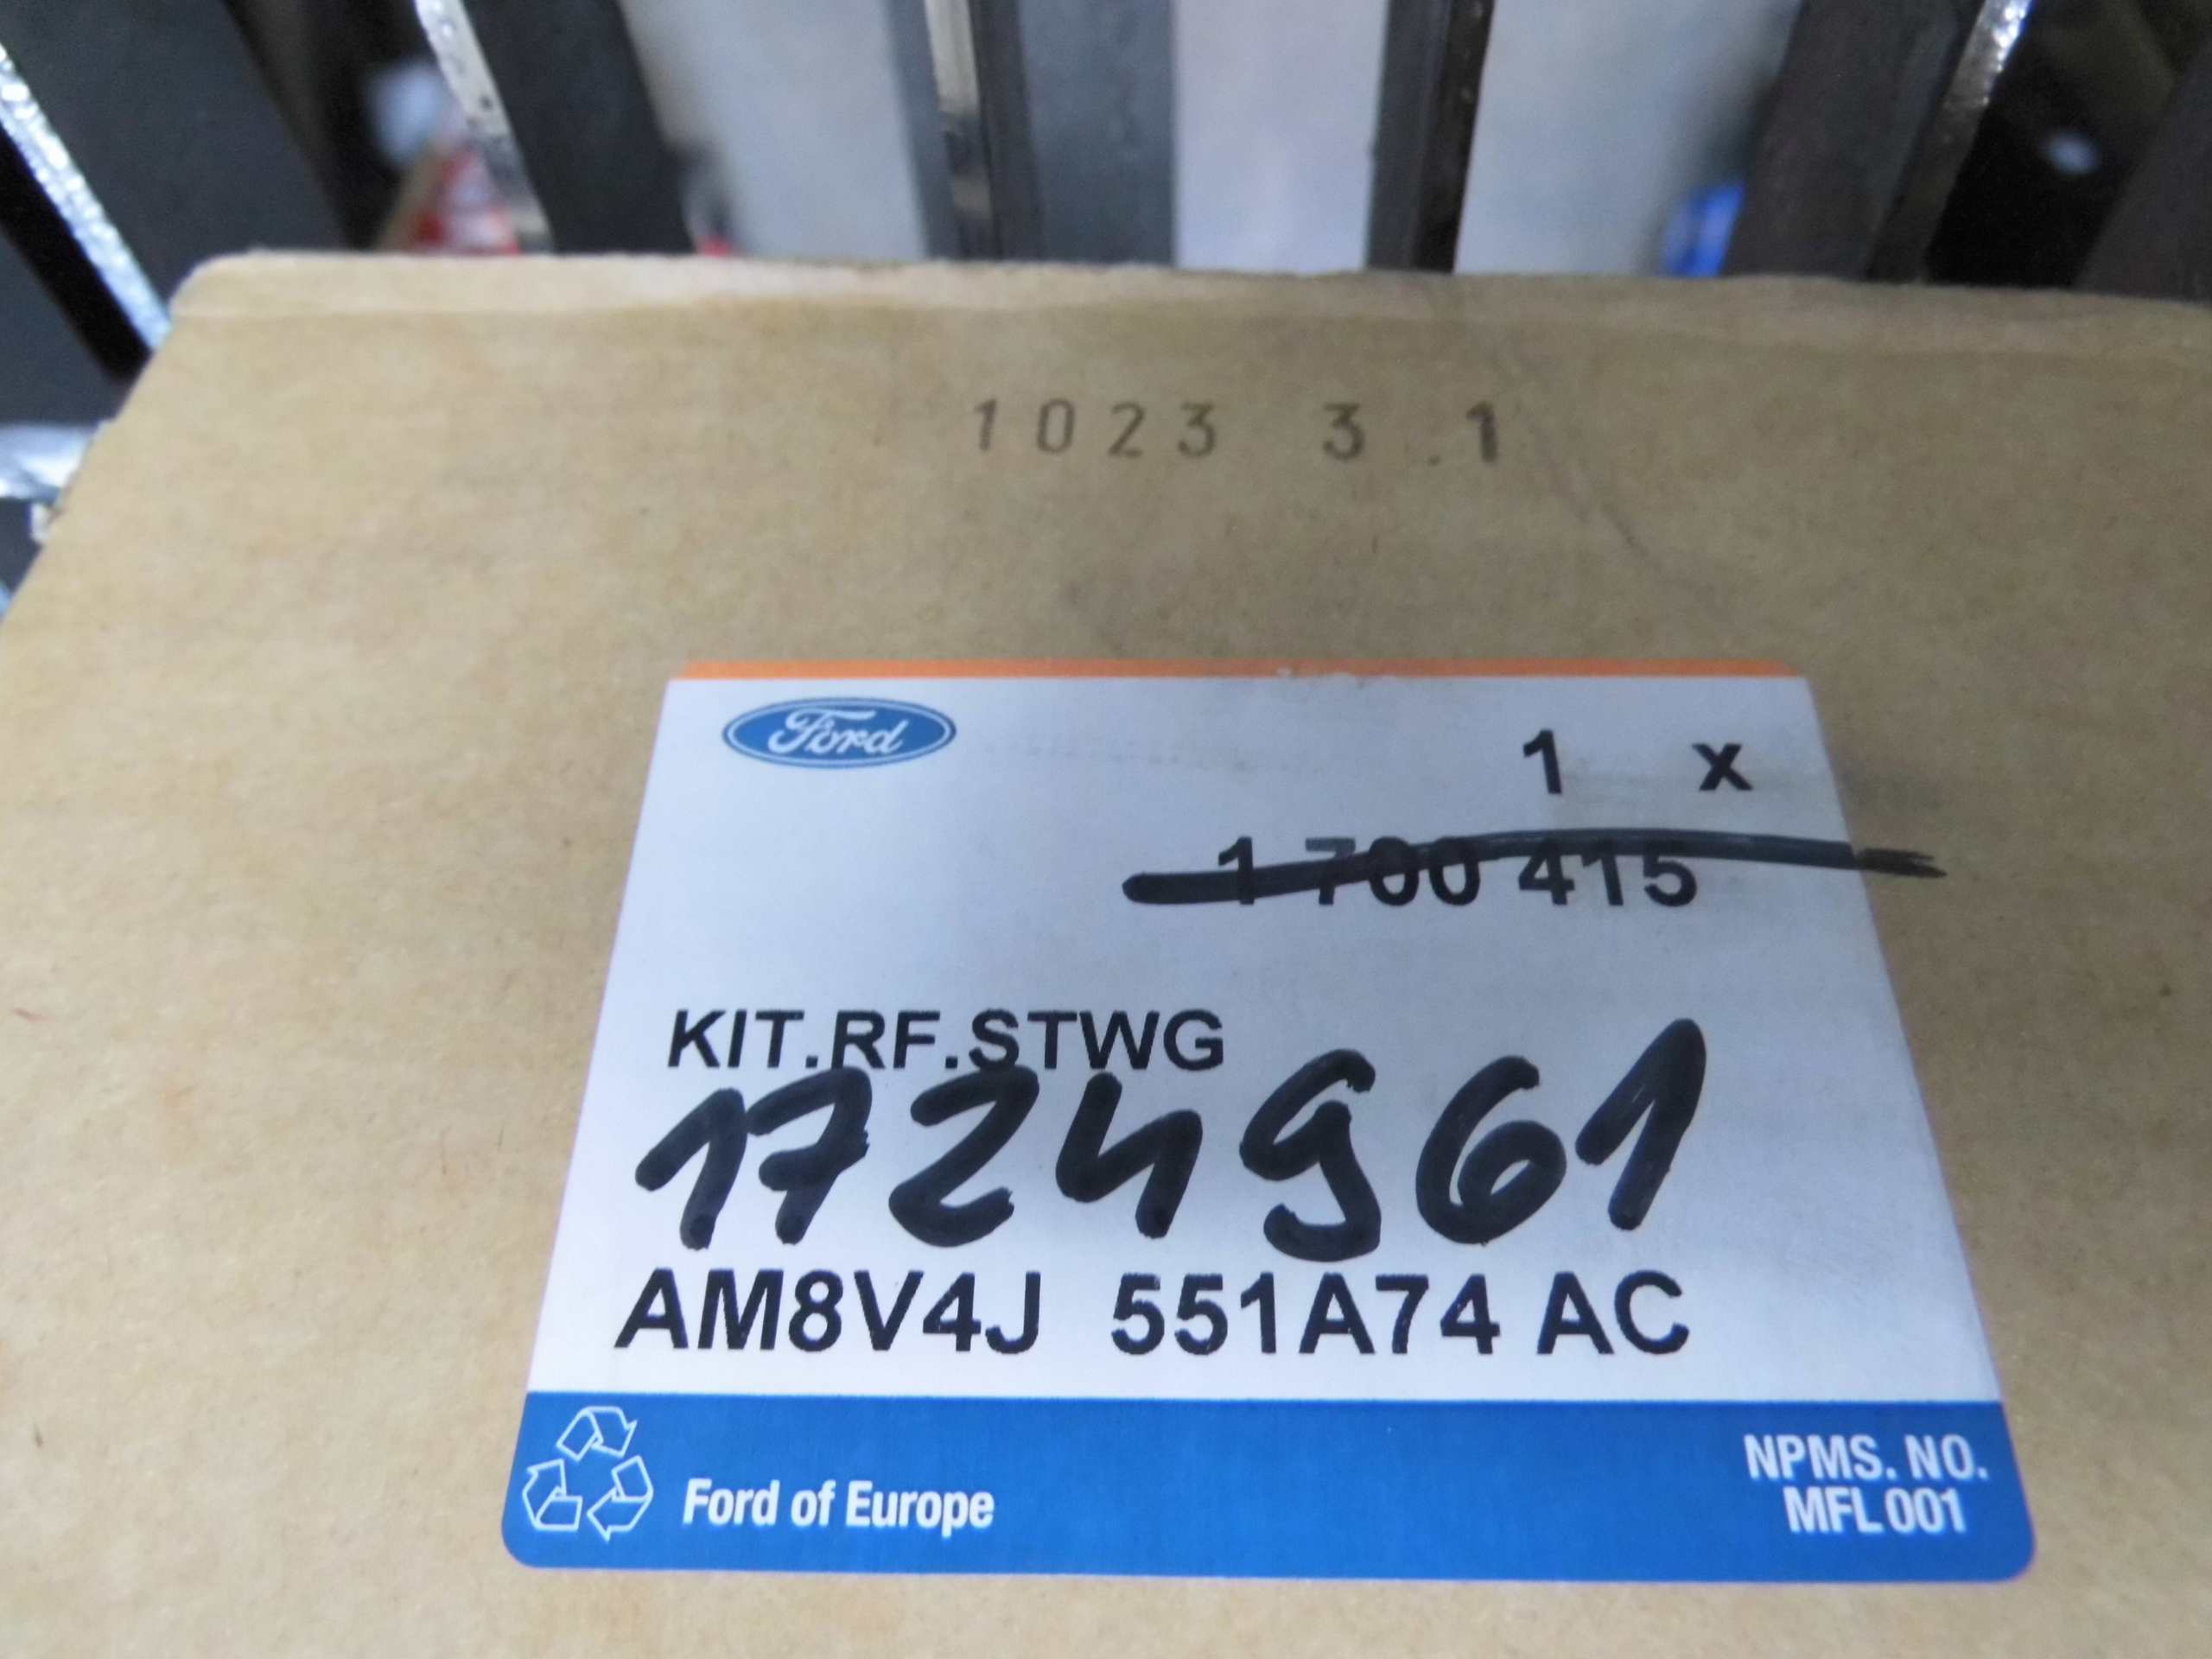 1023 3.1
Ford
1 x
1 700 415
KIT.RF.STWG
1724961
AM8V4J 551A74 AC
Ford of Europe
NPMS. NO.
MFL 001